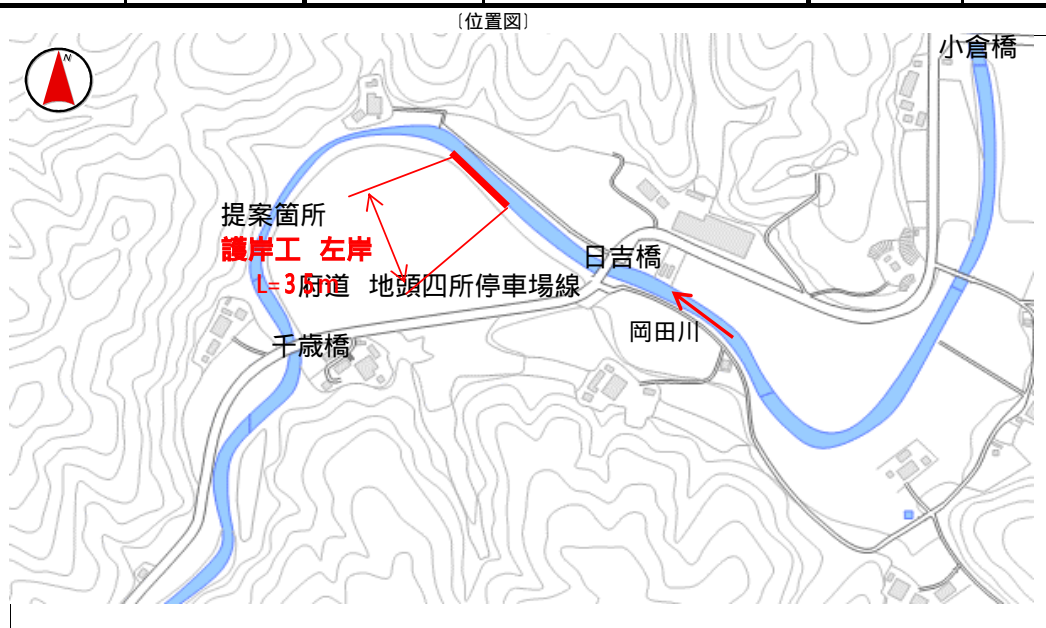 〔位置図〕
N
小倉橋
提案箇所
護岸工 左岸
L=35m
日吉橋
府道 地頭四所停車場線
岡田川
千歳橋